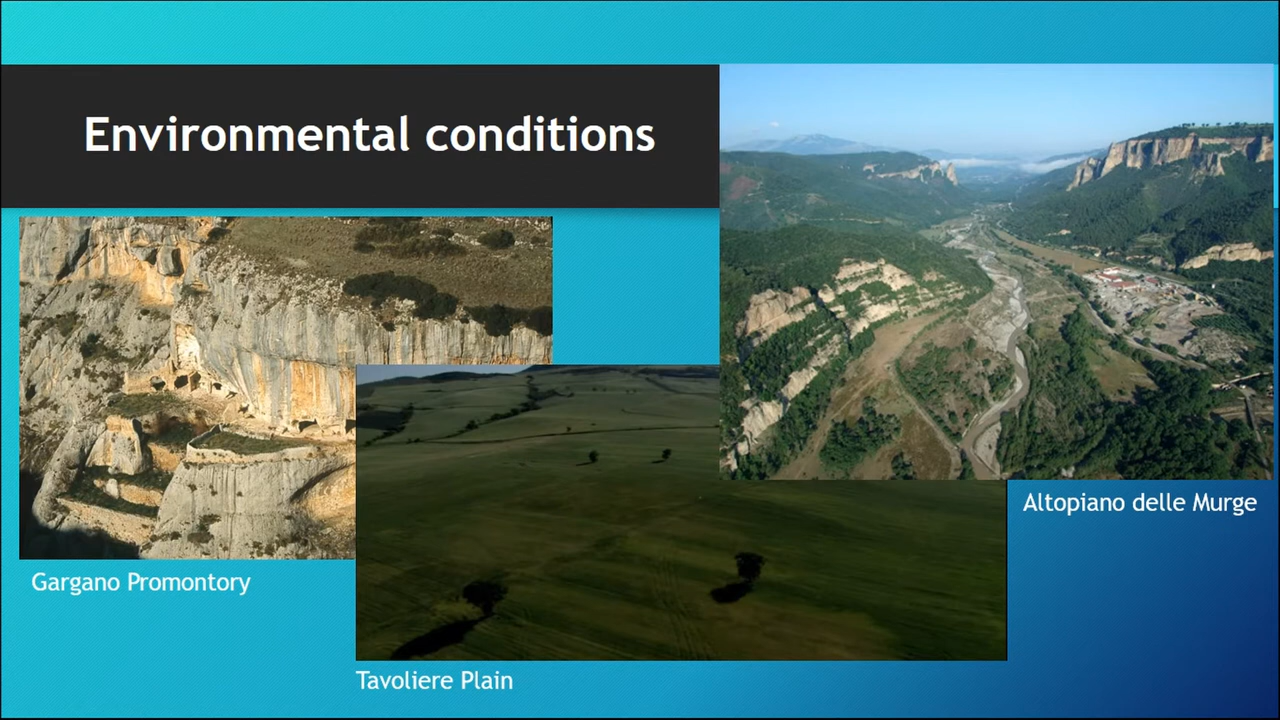 Environmental conditions
Altopiano delle Murge
Gargano Promontory
Tavoliere Plain